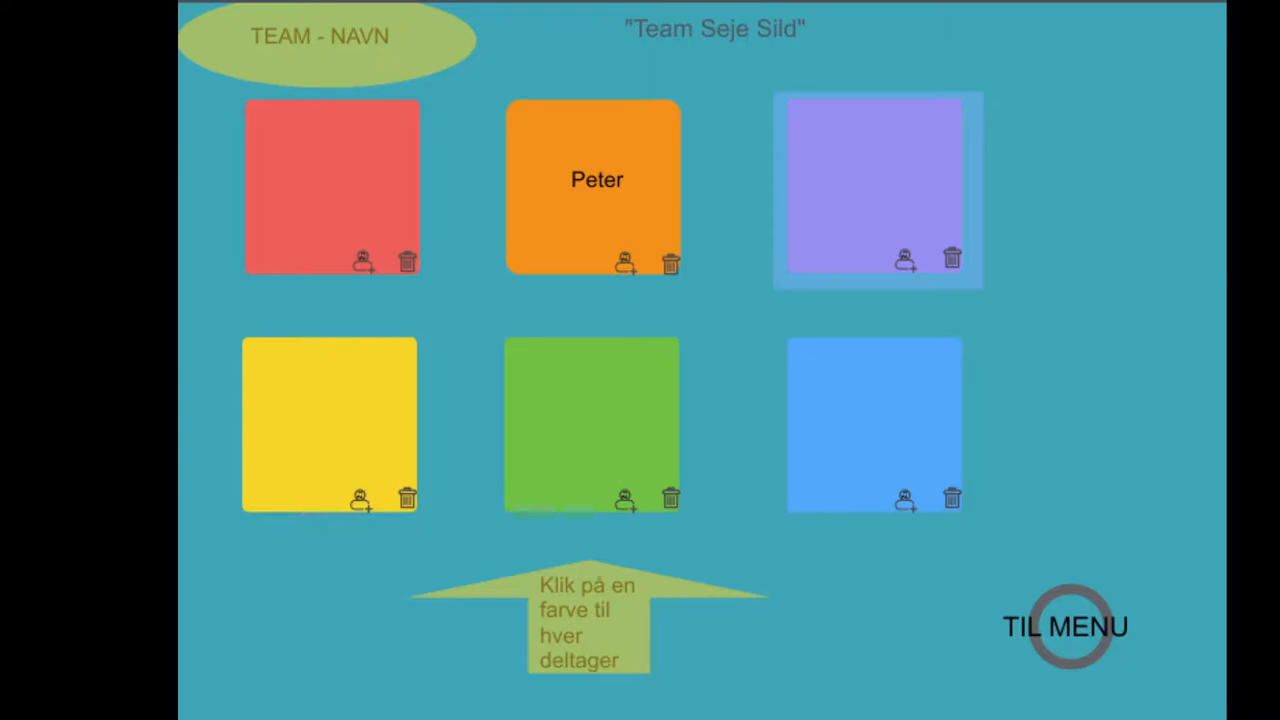 TEAM - NAVN
"Team Seje Sild"
Peter
Klik på en
farve til
hver
deltager
TIL MENU